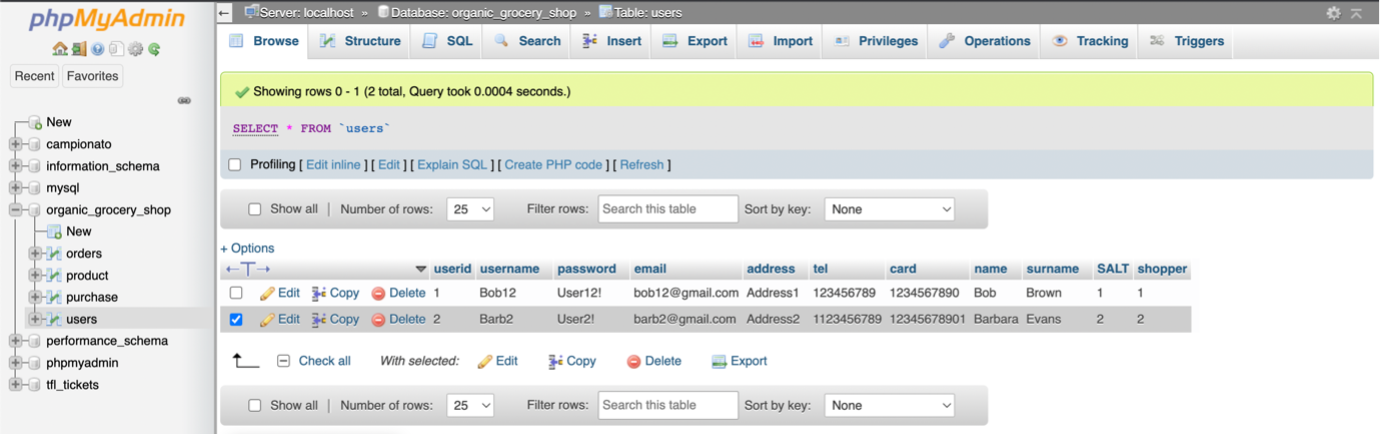 phpMyAdmin
Recent Favorites
New
campionato
information_schema
mysql
organic_grocery_shop
New
orders
product
purchase
users
performance_schema
phpmyadmin
tfl_tickets
Server: localhost » Database: organic_grocery_shop » Table: users
Browse Structure SQL Search Insert Export Import Privileges Operations Tracking Triggers
Showing rows 0 - 1 (2 total, Query took 0.0004 seconds.)
SELECT * FROM `users`
Profiling [ Edit inline ] [ Edit ] [ Explain SQL ] [ Create PHP code ] [ Refresh ]
Show all | Number of rows: 25 Filter rows: Search this table Sort by key: None
+ Options
←T→ userid username password email address tel card name surname SALT shopper
Edit Copy Delete 1 Bob12 User12! bob12@gmail.com Address1 123456789 1234567890 Bob Brown 1 1
Edit Copy Delete 2 Barb2 User2! barb2@gmail.com Address2 1123456789 12345678901 Barbara Evans 2 2
Check all With selected: Edit Copy Delete Export
Show all | Number of rows: 25 Filter rows: Search this table Sort by key: None